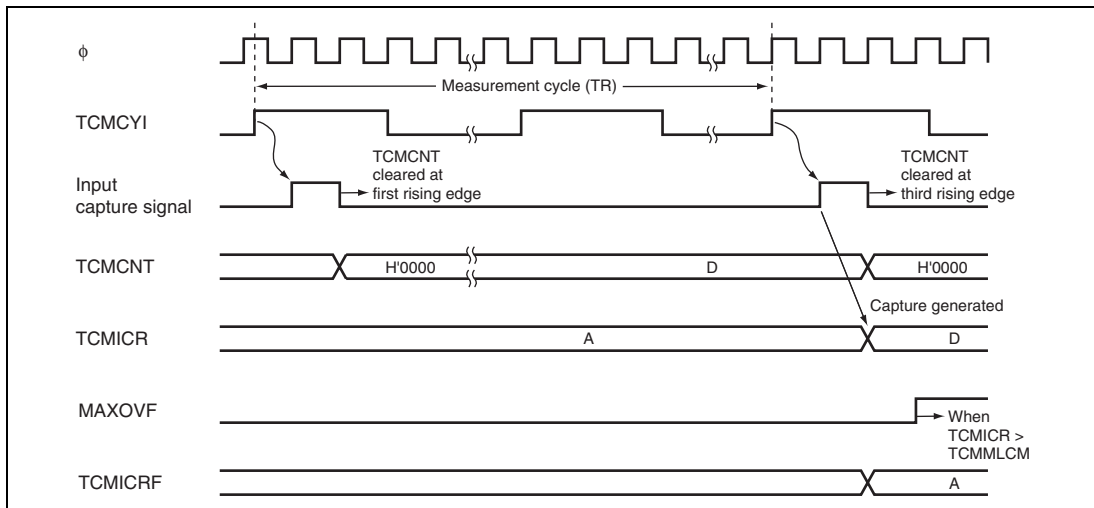 ϕ
Measurement cycle (TR)
TCMCYI
TCMCNT
cleared at
first rising edge
TCMCNT
cleared at
third rising edge
Input
capture signal
TCMCNT
H'0000
D
H'0000
Capture generated
TCMICR
A
D
MAXOVF
When
TCMICR >
TCMMLCM
TCMICRF
A